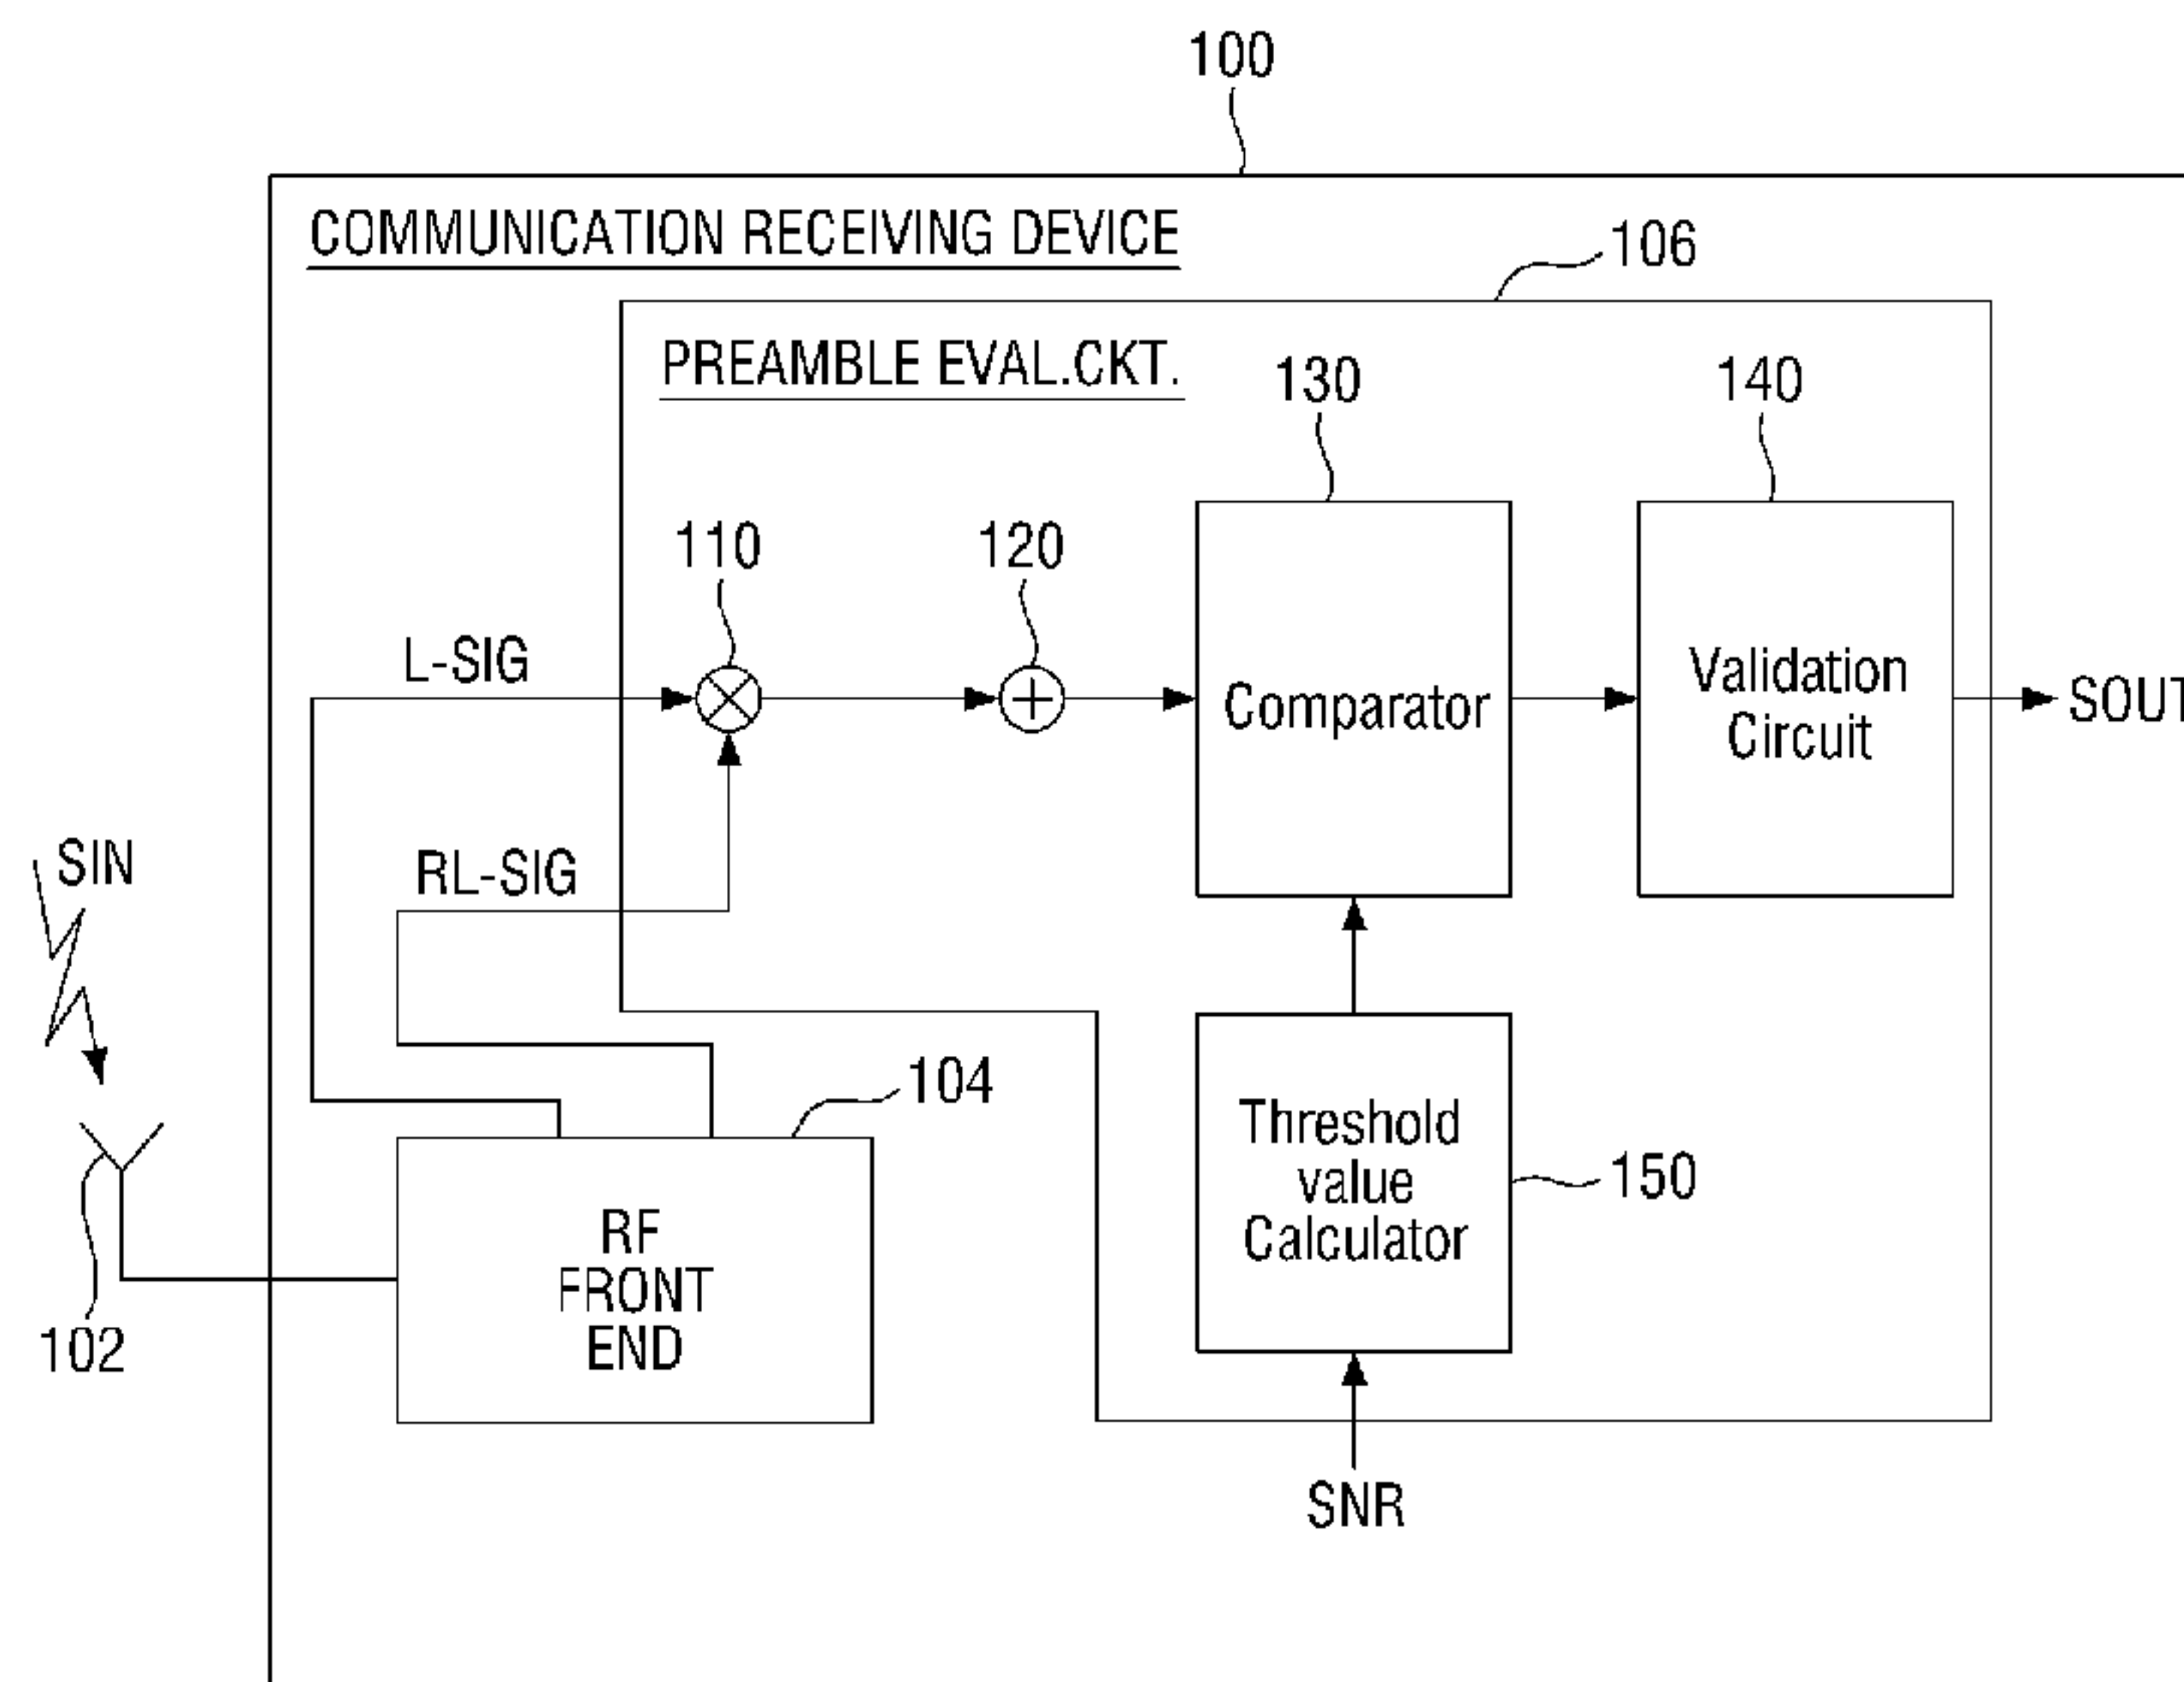 100
COMMUNICATION RECEIVING DEVICE
106
PREAMBLE EVAL.CKT.
130
140
110
120
L-SIG
Comparator
Validation
Circuit
SOUT
SIN
RL-SIG
104
Threshold
value
Calculator
150
RF
FRONT
END
102
SNR